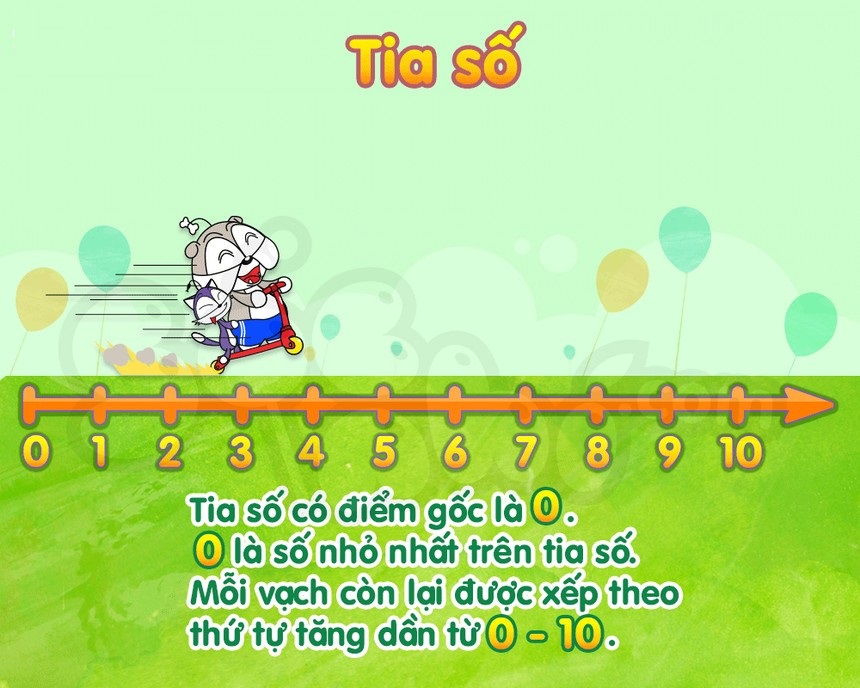 Tia số
0 1 2 3 4 5 6 7 8 9 10
Tia số có điểm gốc là 0.
0 là số nhỏ nhất trên tia số.
Mỗi vạch còn lại được xếp theo
thứ tự tăng dần từ 0 - 10.